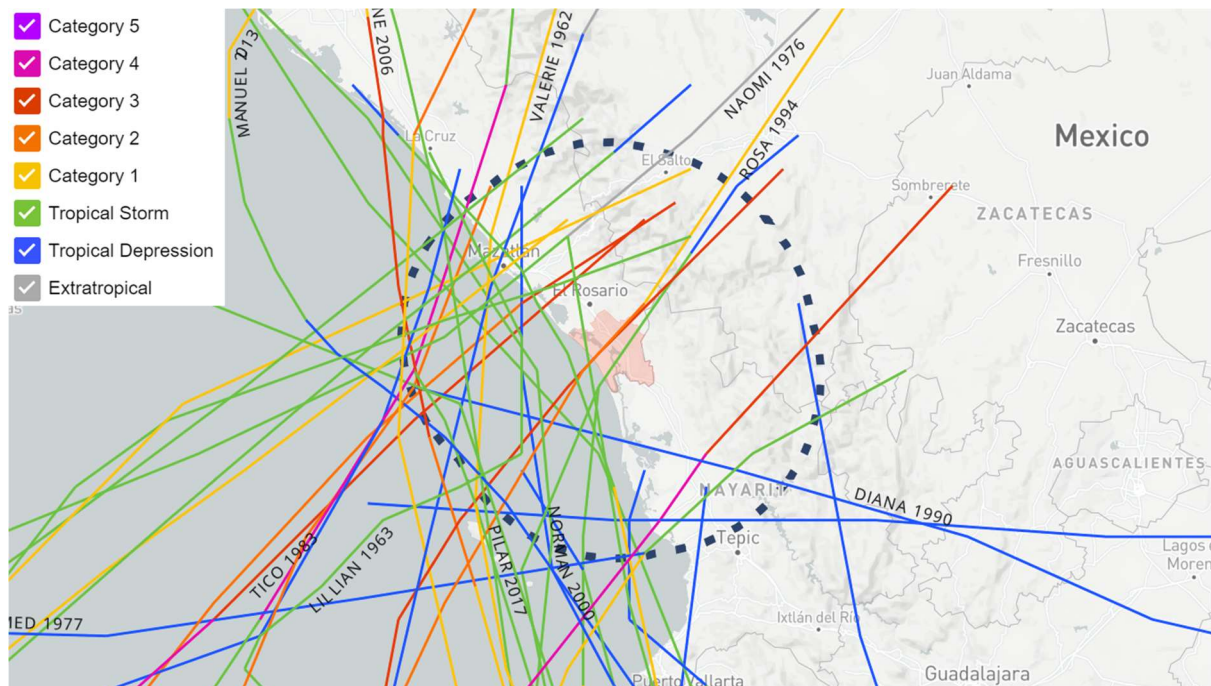 Category 5
Category 4
Category 3
Category 2
Category 1
Tropical Storm
Tropical Depression
Extratropical
MANUEL 2013
NE 2006
VALERIE 1962
NAOMI 1976
ROSA 1994
Juan Aldama
Mexico
La Cruz
El Salto
Sombrerete
ZACATECAS
Mazatlán
Fresnillo
El Rosario
as
Zacatecas
AGUASCALIENTES
NAYARIT
DIANA 1990
TICO 1983
LILLIAN 1963
PILAR 2017
NORMAN 2000
Tepic
Lagos de
Moreno
MED 1977
Ixtlán del Río
Guadalajara
Puerto Vallarta